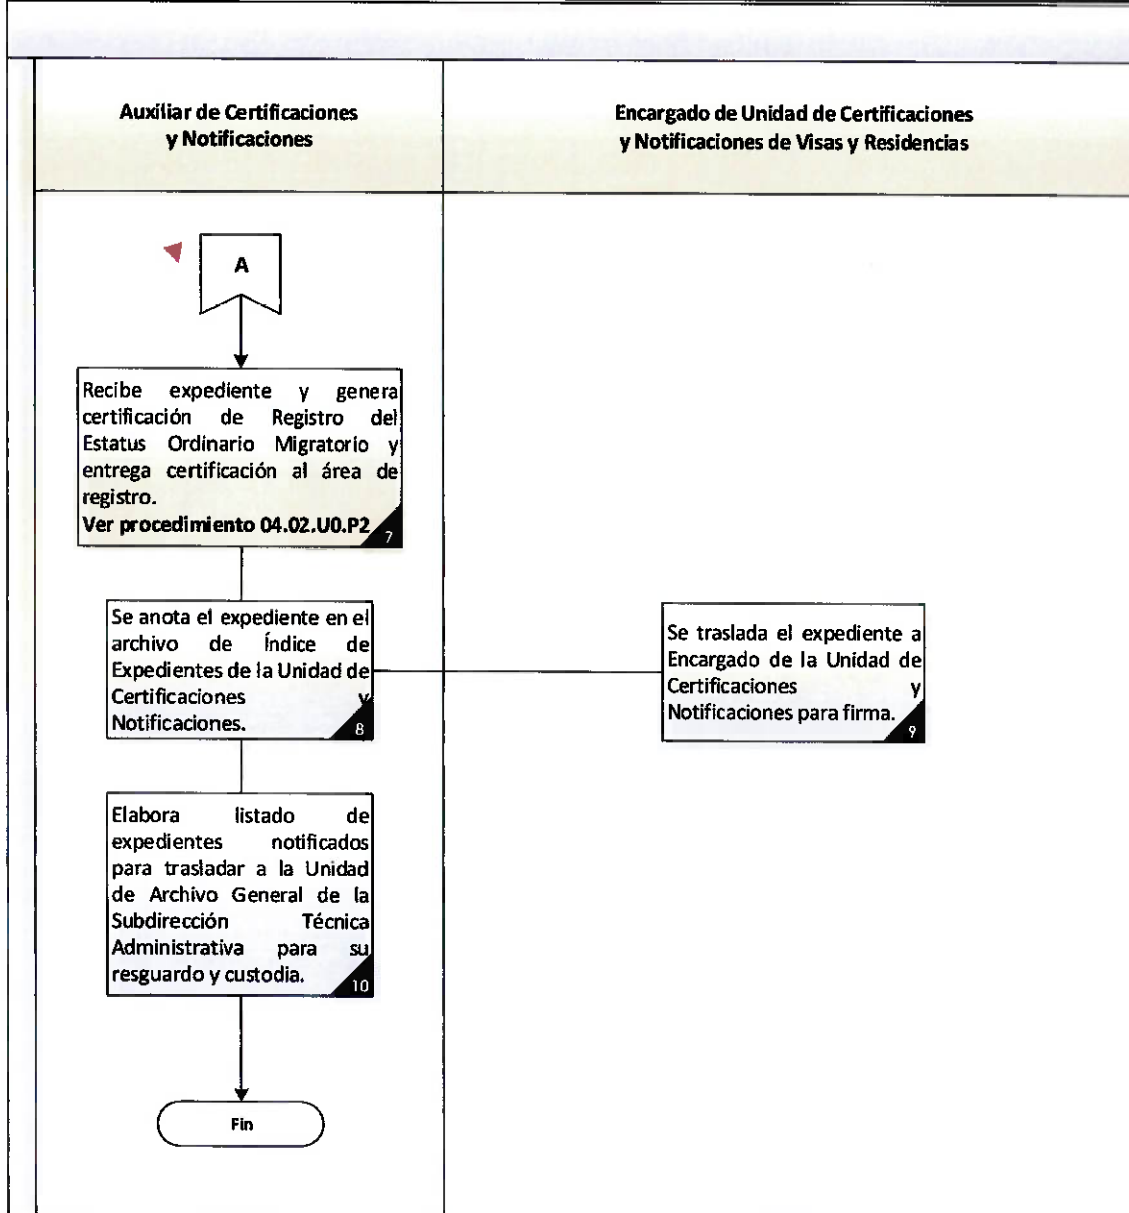 Auxiliar de Certificaciones
y Notificaciones
Encargado de Unidad de Certificaciones
y Notificaciones de Visas y Residencias
A
Recibe expediente y genera
certificación de Registro del
Estatus Ordinario Migratorio y
entrega certificación al área de
registro.
Ver procedimiento 04.02.U0.P2
7
Se anota el expediente en el
archivo de Índice de
Expedientes de la Unidad de
Certificaciones y
Notificaciones.
8
Se traslada el expediente a
Encargado de la Unidad de
Certificaciones y
Notificaciones para firma.
9
Elabora listado de
expedientes notificados
para trasladar a la Unidad
de Archivo General de la
Subdirección Técnica
Administrativa para su
resguardo y custodia.
10
Fin